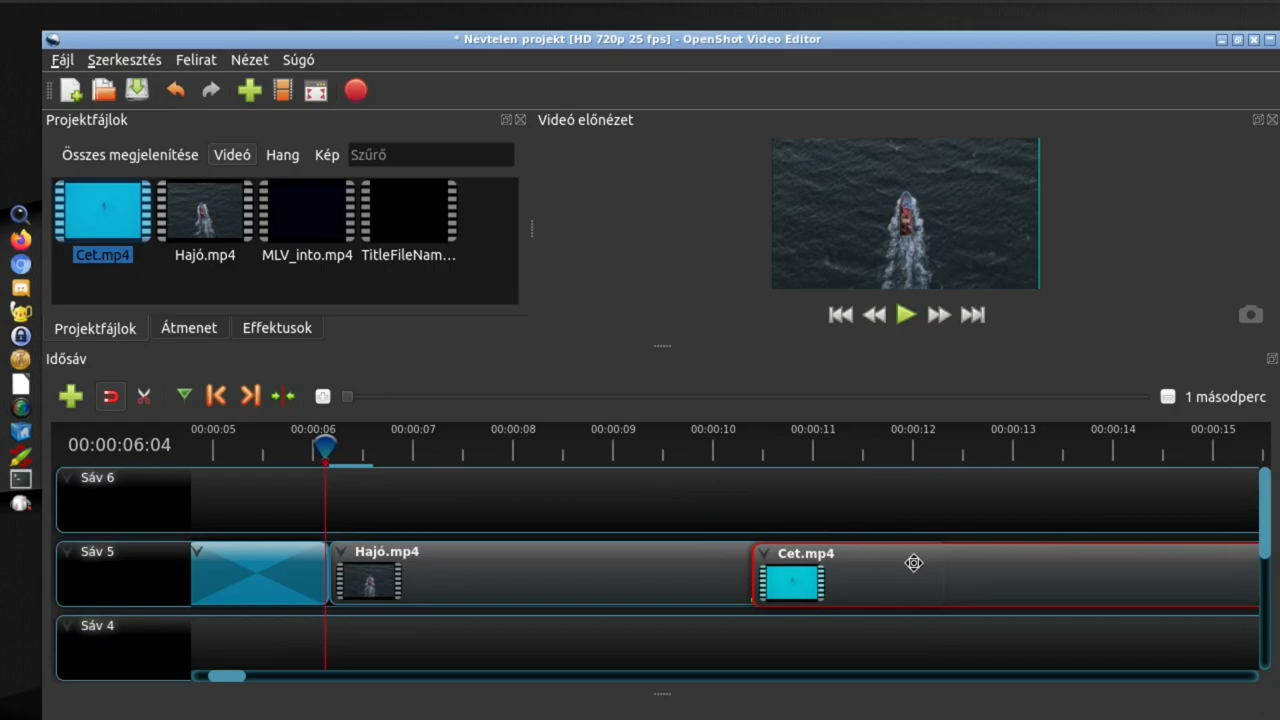 * Névtelen projekt [HD 720p 25 fps] - OpenShot Video Editor
Fájl Szerkesztés Felirat Nézet Súgó
Projektfájlok
Videó előnézet
Összes megjelenítése Videó Hang Kép Szűrő
Cet.mp4 Hajó.mp4 MLV_into.mp4 TitleFileNam...
Projektfájlok Átmenet Effektusok
Idősáv
1 másodperc
00:00:06:04
00:00:05 00:00:06 00:00:07 00:00:08 00:00:09 00:00:10 00:00:11 00:00:12 00:00:13 00:00:14 00:00:15
Sáv 6
Sáv 5 Hajó.mp4 Cet.mp4
Sáv 4